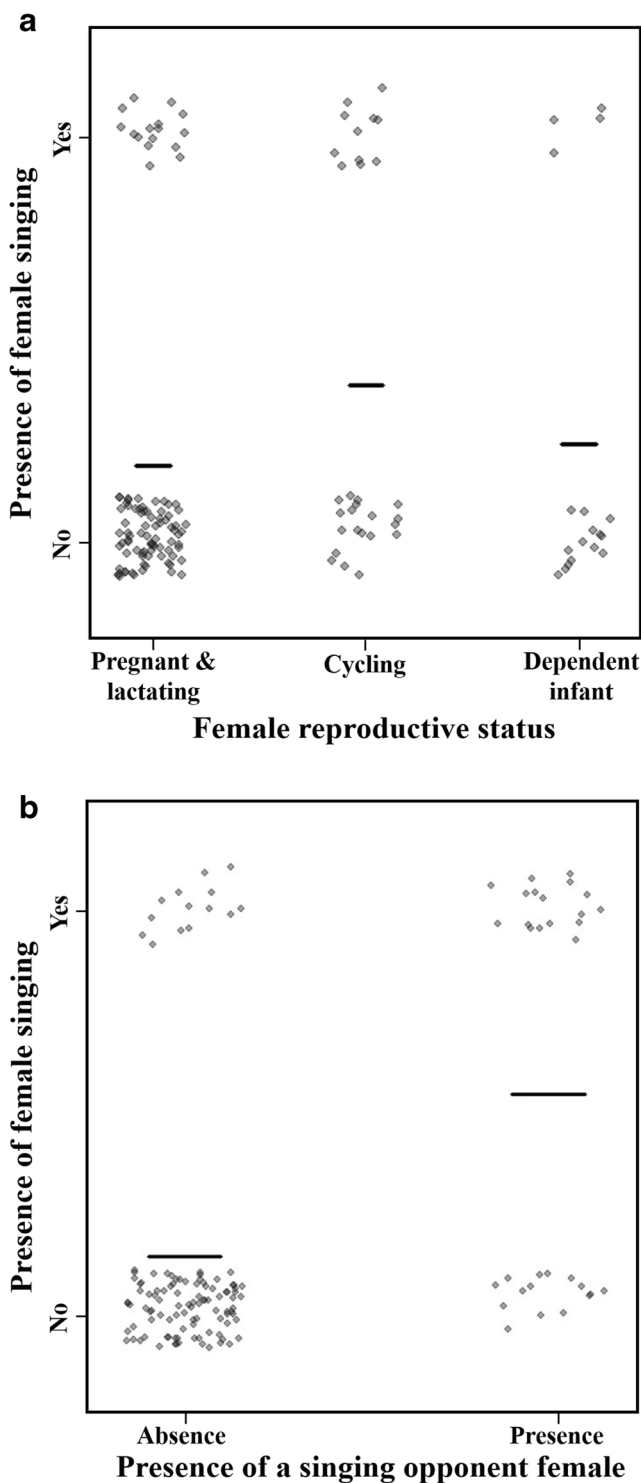 a
Presence of female singing
Yes
No
Pregnant &
lactating
Cycling
Dependent
infant
Female reproductive status
b
Presence of female singing
Yes
No
Absence
Presence
Presence of a singing opponent female